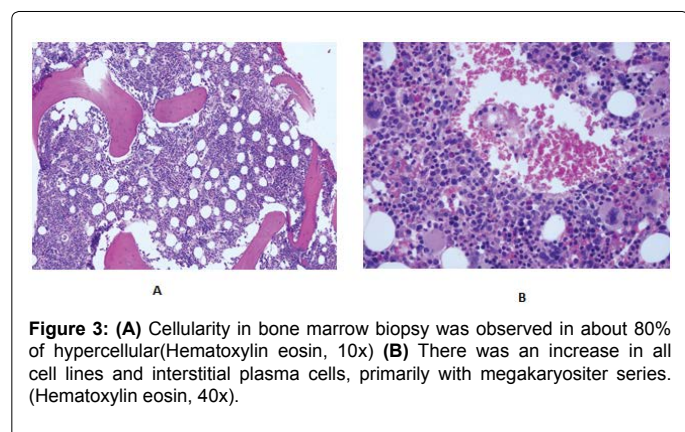 A
B
Figure 3: (A) Cellularity in bone marrow biopsy was observed in about 80%
of hypercellular(Hematoxylin eosin, 10x) (B) There was an increase in all
cell lines and interstitial plasma cells, primarily with megakaryositer series.
(Hematoxylin eosin, 40x).